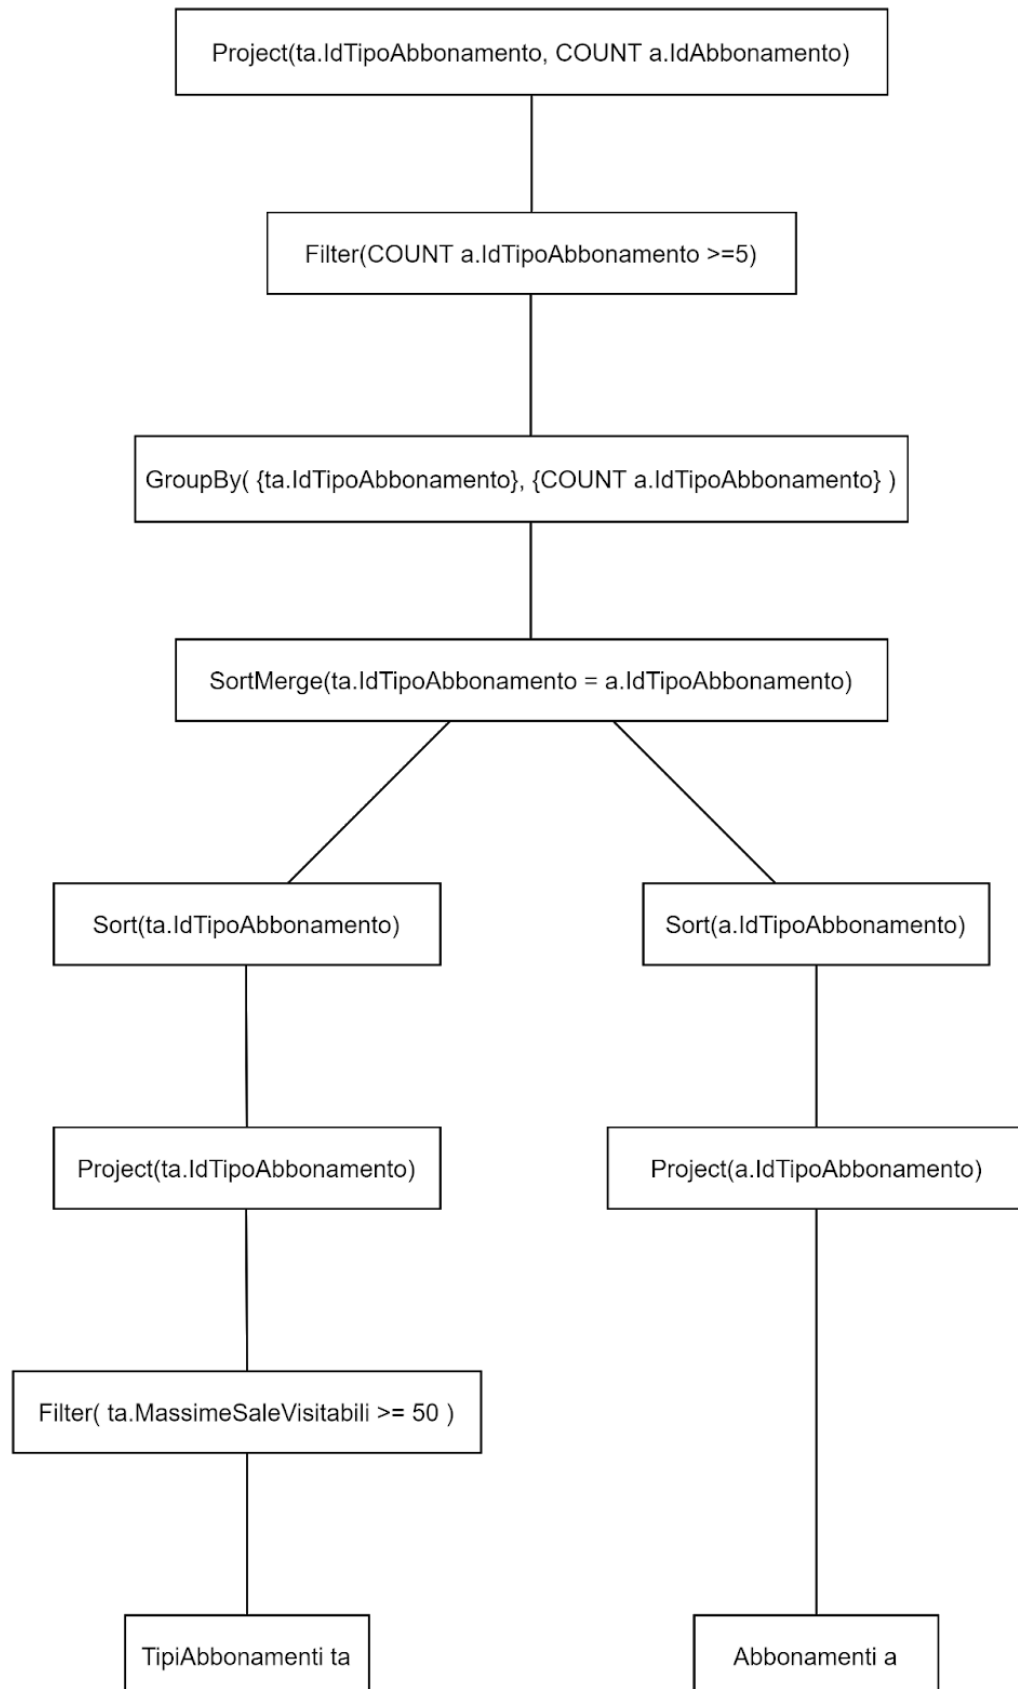 Project(ta.IdTipoAbbonamento, COUNT a.IdAbbonamento)
Filter(COUNT a.IdTipoAbbonamento >=5)
GroupBy( {ta.IdTipoAbbonamento}, {COUNT a.IdTipoAbbonamento} )
SortMerge(ta.IdTipoAbbonamento = a.IdTipoAbbonamento)
Sort(ta.IdTipoAbbonamento)
Sort(a.IdTipoAbbonamento)
Project(ta.IdTipoAbbonamento)
Project(a.IdTipoAbbonamento)
Filter( ta.MassimeSaleVisitabili >= 50 )
TipiAbbonamenti ta
Abbonamenti a